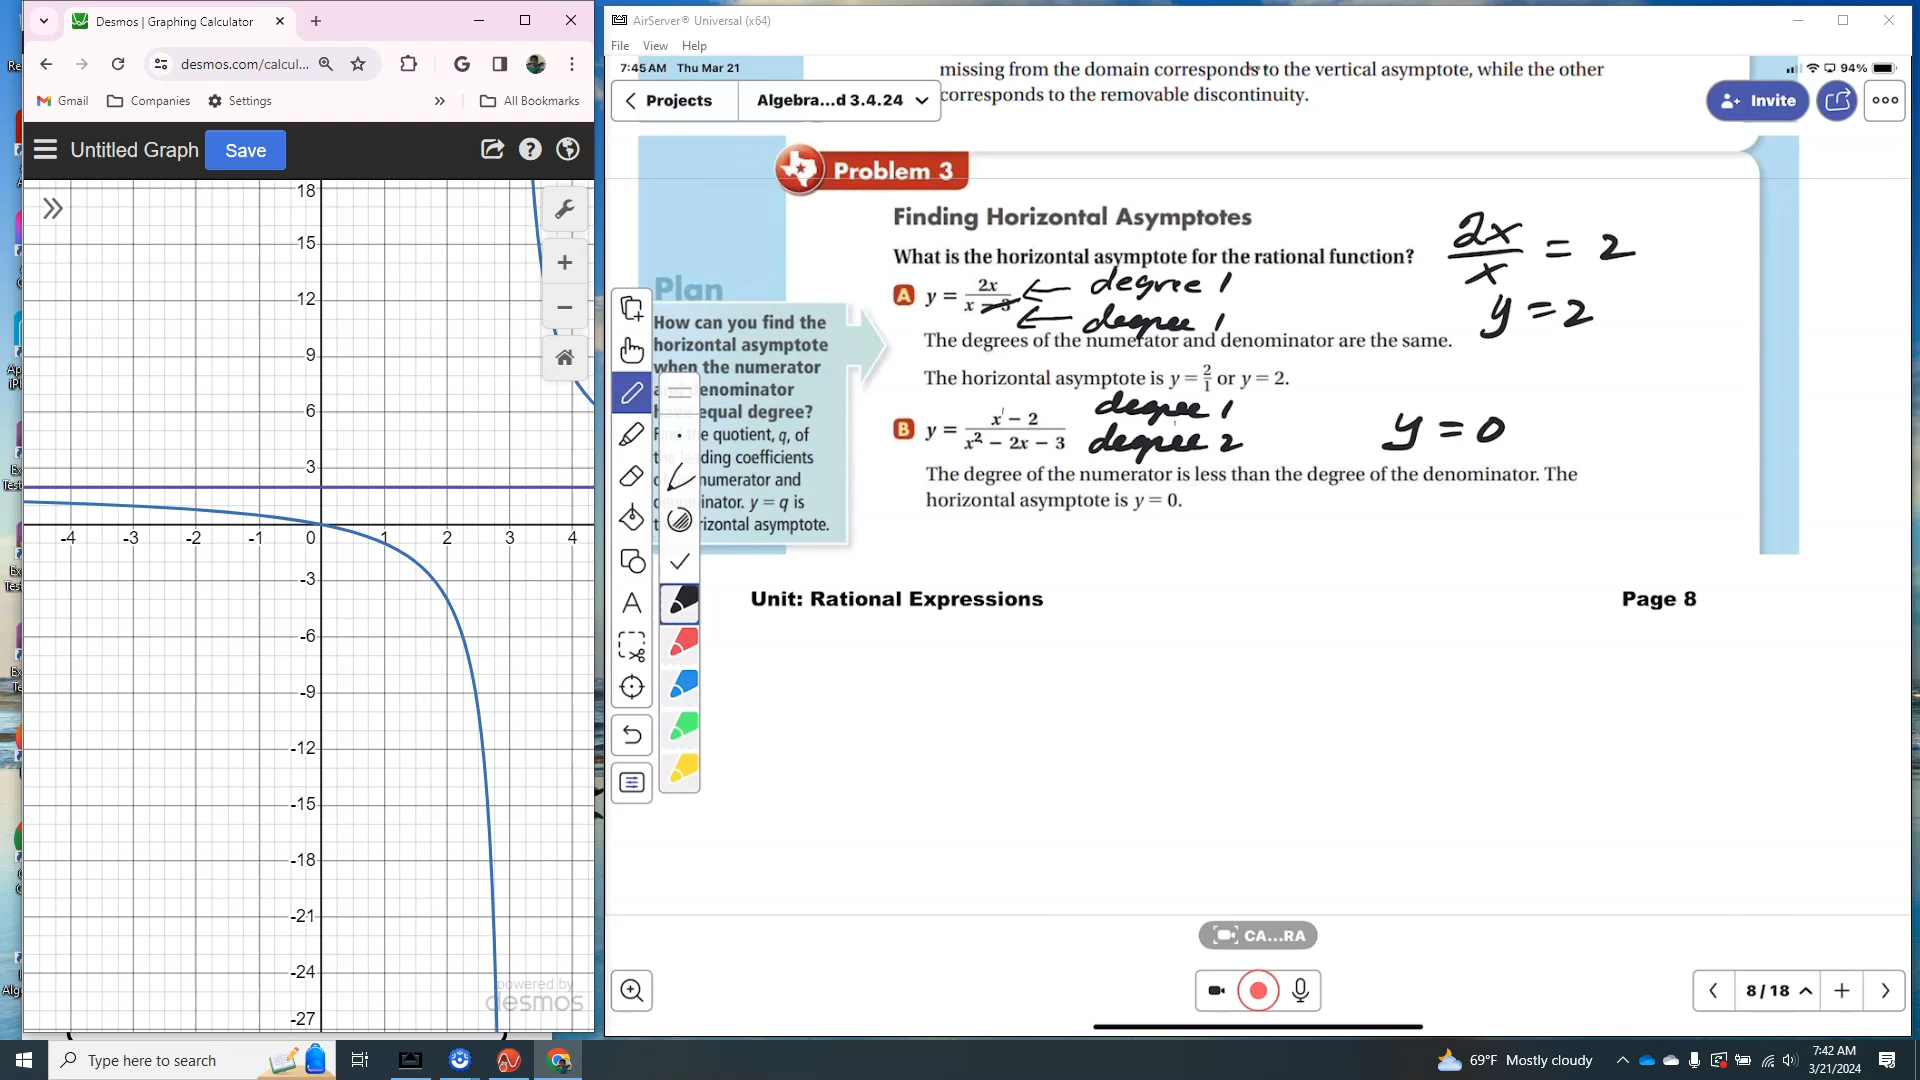 Desmos | Graphing Calculator
desmos.com/calcul...
Gmail
Companies
Settings
All Bookmarks
Untitled Graph
Save
18
15
12
9
6
3
-4 -3 -2 -1 0 1 2 3 4
-3
-6
-9
-12
-15
-18
-21
-24
-27
powered by
desmos
AirServer® Universal (x64)
File View Help
7:45 AM Thu Mar 21
94%
Projects
Algebra...d 3.4.24
Invite
missing from the domain corresponds to the vertical asymptote, while the other
corresponds to the removable discontinuity.
Problem 3
Finding Horizontal Asymptotes
What is the horizontal asymptote for the rational function?
2x/x = 2
y = 2
A y = 2x/(x − 3) ← degree 1
← degree 1
The degrees of the numerator and denominator are the same.
The horizontal asymptote is y = 2/1 or y = 2.
B y = (x¹ − 2)/(x² − 2x − 3) degree 1
degree 2
y = 0
The degree of the numerator is less than the degree of the denominator. The
horizontal asymptote is y = 0.
Plan
How can you find the
horizontal asymptote
when the numerator
enominator
equal degree?
the quotient, q, of
leading coefficients
numerator and
inator. y = q is
rizontal asymptote.
A
Unit: Rational Expressions
Page 8
CA...RA
8/18
Type here to search
69°F Mostly cloudy
7:42 AM
3/21/2024